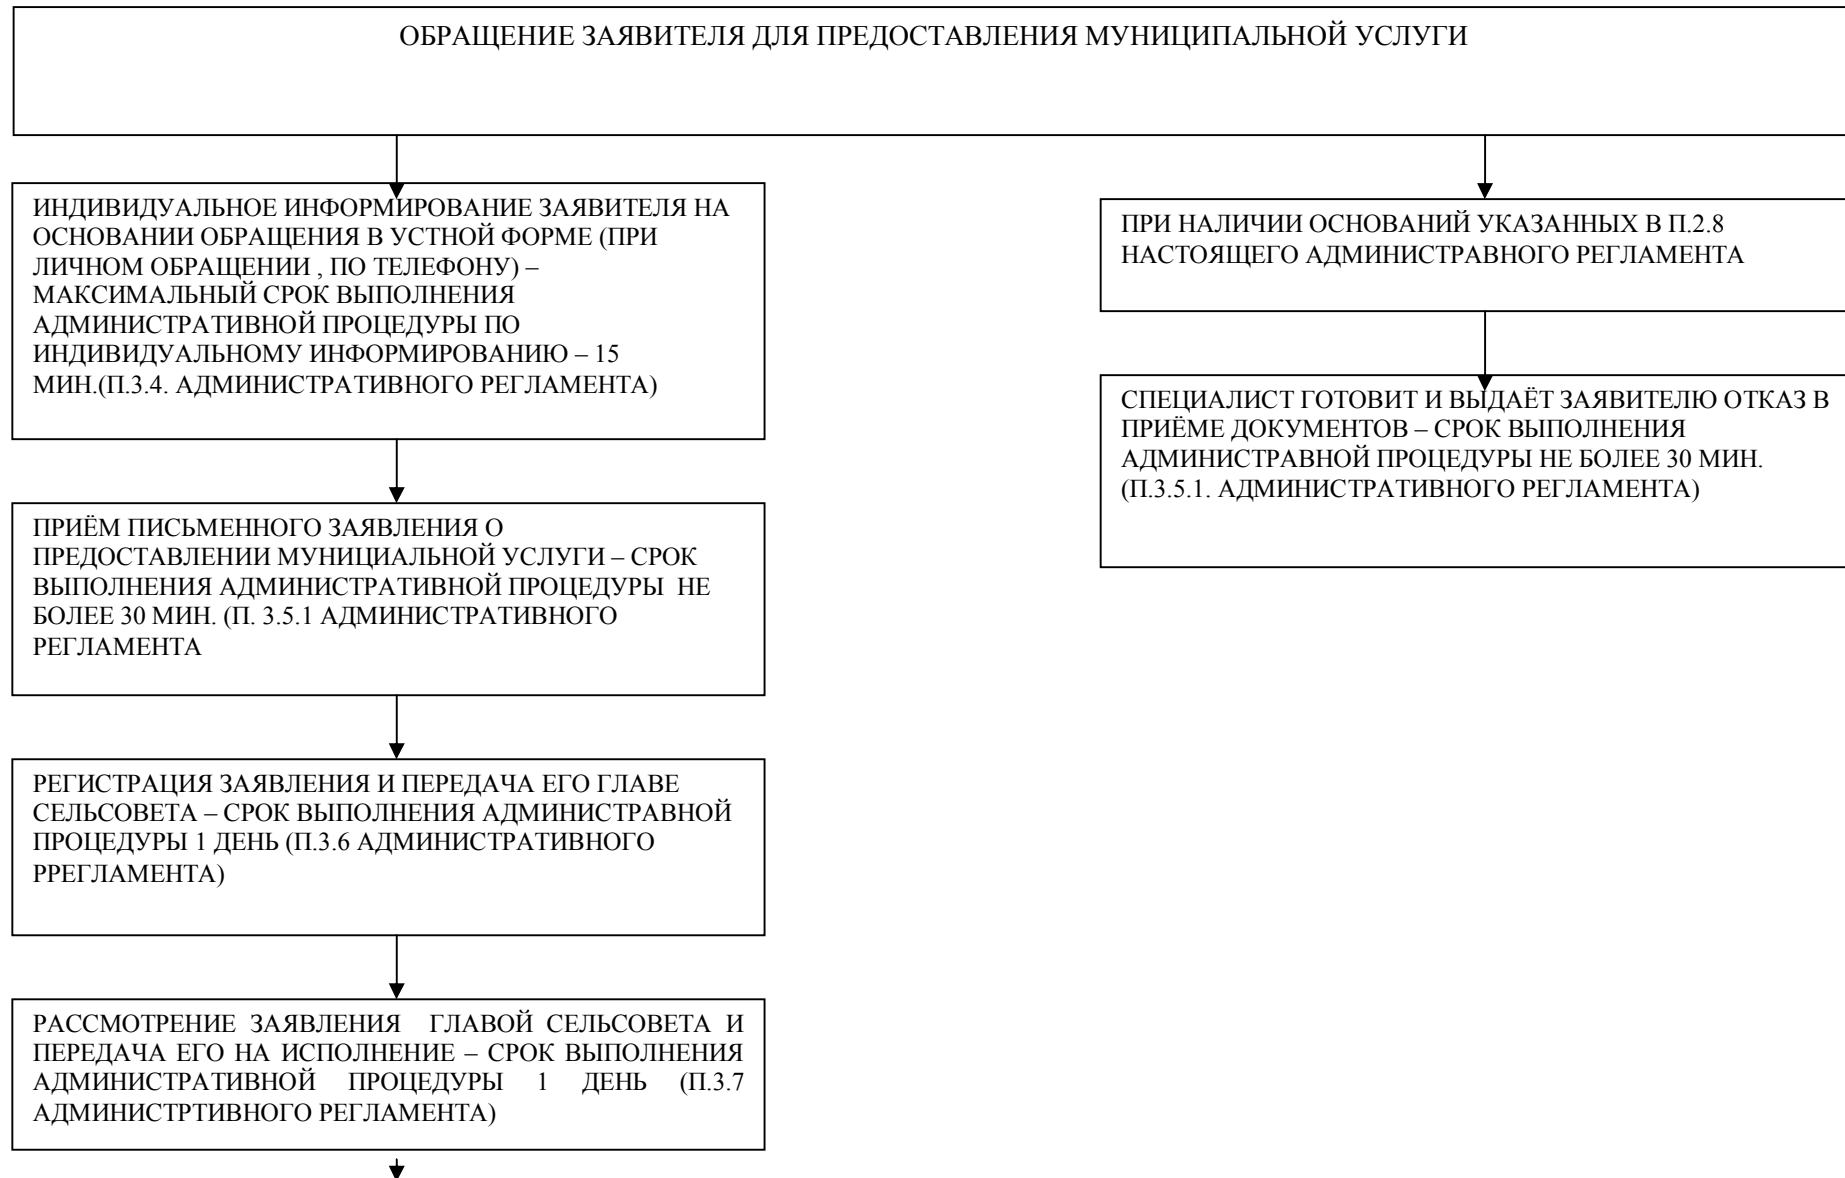 ОБРАЩЕНИЕ ЗАЯВИТЕЛЯ ДЛЯ ПРЕДОСТАВЛЕНИЯ МУНИЦИПАЛЬНОЙ УСЛУГИ
ИНДИВИДУАЛЬНОЕ ИНФОРМИРОВАНИЕ ЗАЯВИТЕЛЯ НА
ОСНОВАНИИ ОБРАЩЕНИЯ В УСТНОЙ ФОРМЕ (ПРИ
ЛИЧНОМ ОБРАЩЕНИИ , ПО ТЕЛЕФОНУ) –
МАКСИМАЛЬНЫЙ СРОК ВЫПОЛНЕНИЯ
АДМИНИСТРАТИВНОЙ ПРОЦЕДУРЫ ПО
ИНДИВИДУАЛЬНОМУ ИНФОРМИРОВАНИЮ – 15
МИН.(П.3.4. АДМИНИСТРАТИВНОГО РЕГЛАМЕНТА)
ПРИЁМ ПИСЬМЕННОГО ЗАЯВЛЕНИЯ О
ПРЕДОСТАВЛЕНИИ МУНИЦИАЛЬНОЙ УСЛУГИ – СРОК
ВЫПОЛНЕНИЯ АДМИНИСТРАТИВНОЙ ПРОЦЕДУРЫ НЕ
БОЛЕЕ 30 МИН. (П. 3.5.1 АДМИНИСТРАТИВНОГО
РЕГЛАМЕНТА
РЕГИСТРАЦИЯ ЗАЯВЛЕНИЯ И ПЕРЕДАЧА ЕГО ГЛАВЕ
СЕЛЬСОВЕТА – СРОК ВЫПОЛНЕНИЯ АДМИНИСТРАВНОЙ
ПРОЦЕДУРЫ 1 ДЕНЬ (П.3.6 АДМИНИСТРАТИВНОГО
РРЕГЛАМЕНТА)
РАССМОТРЕНИЕ ЗАЯВЛЕНИЯ ГЛАВОЙ СЕЛЬСОВЕТА И
ПЕРЕДАЧА ЕГО НА ИСПОЛНЕНИЕ – СРОК ВЫПОЛНЕНИЯ
АДМИНИСТРАТИВНОЙ ПРОЦЕДУРЫ 1 ДЕНЬ (П.3.7
АДМИНИСТРТИВНОГО РЕГЛАМЕНТА)
ПРИ НАЛИЧИИ ОСНОВАНИЙ УКАЗАННЫХ В П.2.8
НАСТОЯЩЕГО АДМИНИСТРАВНОГО РЕГЛАМЕНТА
СПЕЦИАЛИСТ ГОТОВИТ И ВЫДАЁТ ЗАЯВИТЕЛЮ ОТКАЗ В
ПРИЁМЕ ДОКУМЕНТОВ – СРОК ВЫПОЛНЕНИЯ
АДМИНИСТРАВНОЙ ПРОЦЕДУРЫ НЕ БОЛЕЕ 30 МИН.
(П.3.5.1. АДМИНИСТРАТИВНОГО РЕГЛАМЕНТА)